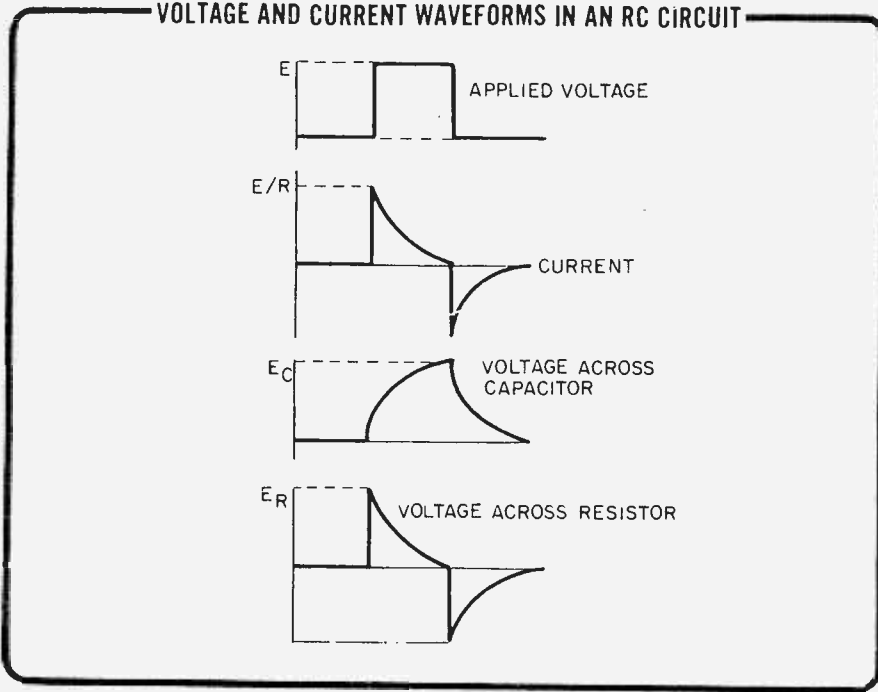 VOLTAGE AND CURRENT WAVEFORMS IN AN RC CIRCUIT
E
APPLIED VOLTAGE
E/R
CURRENT
EC
VOLTAGE ACROSS
CAPACITOR
ER
VOLTAGE ACROSS RESISTOR